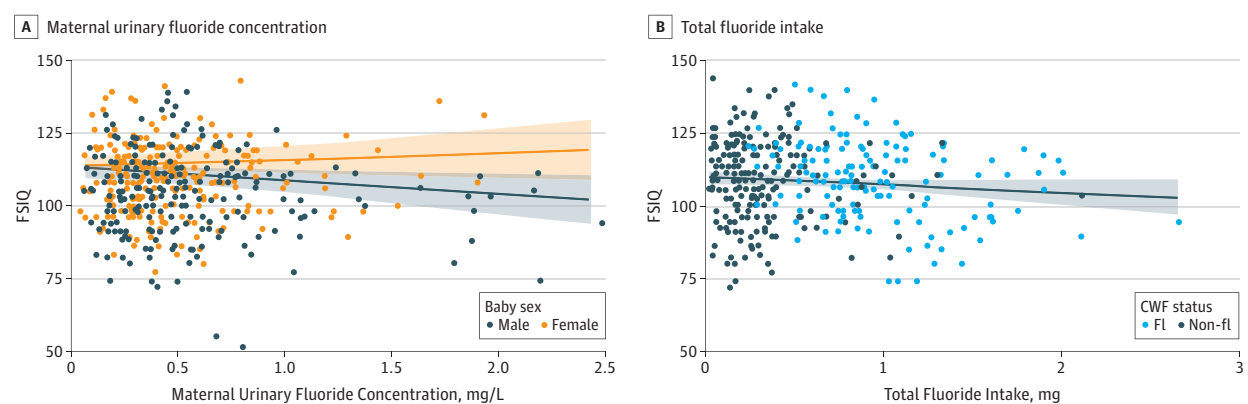 A Maternal urinary fluoride concentration
150
125
100
75
50
FSIQ
0 0.5 1.0 1.5 2.0 2.5
Maternal Urinary Fluoride Concentration, mg/L
Baby sex
Male Female
B Total fluoride intake
150
125
100
75
50
FSIQ
0 1 2 3
Total Fluoride Intake, mg
CWF status
Fl Non-fl